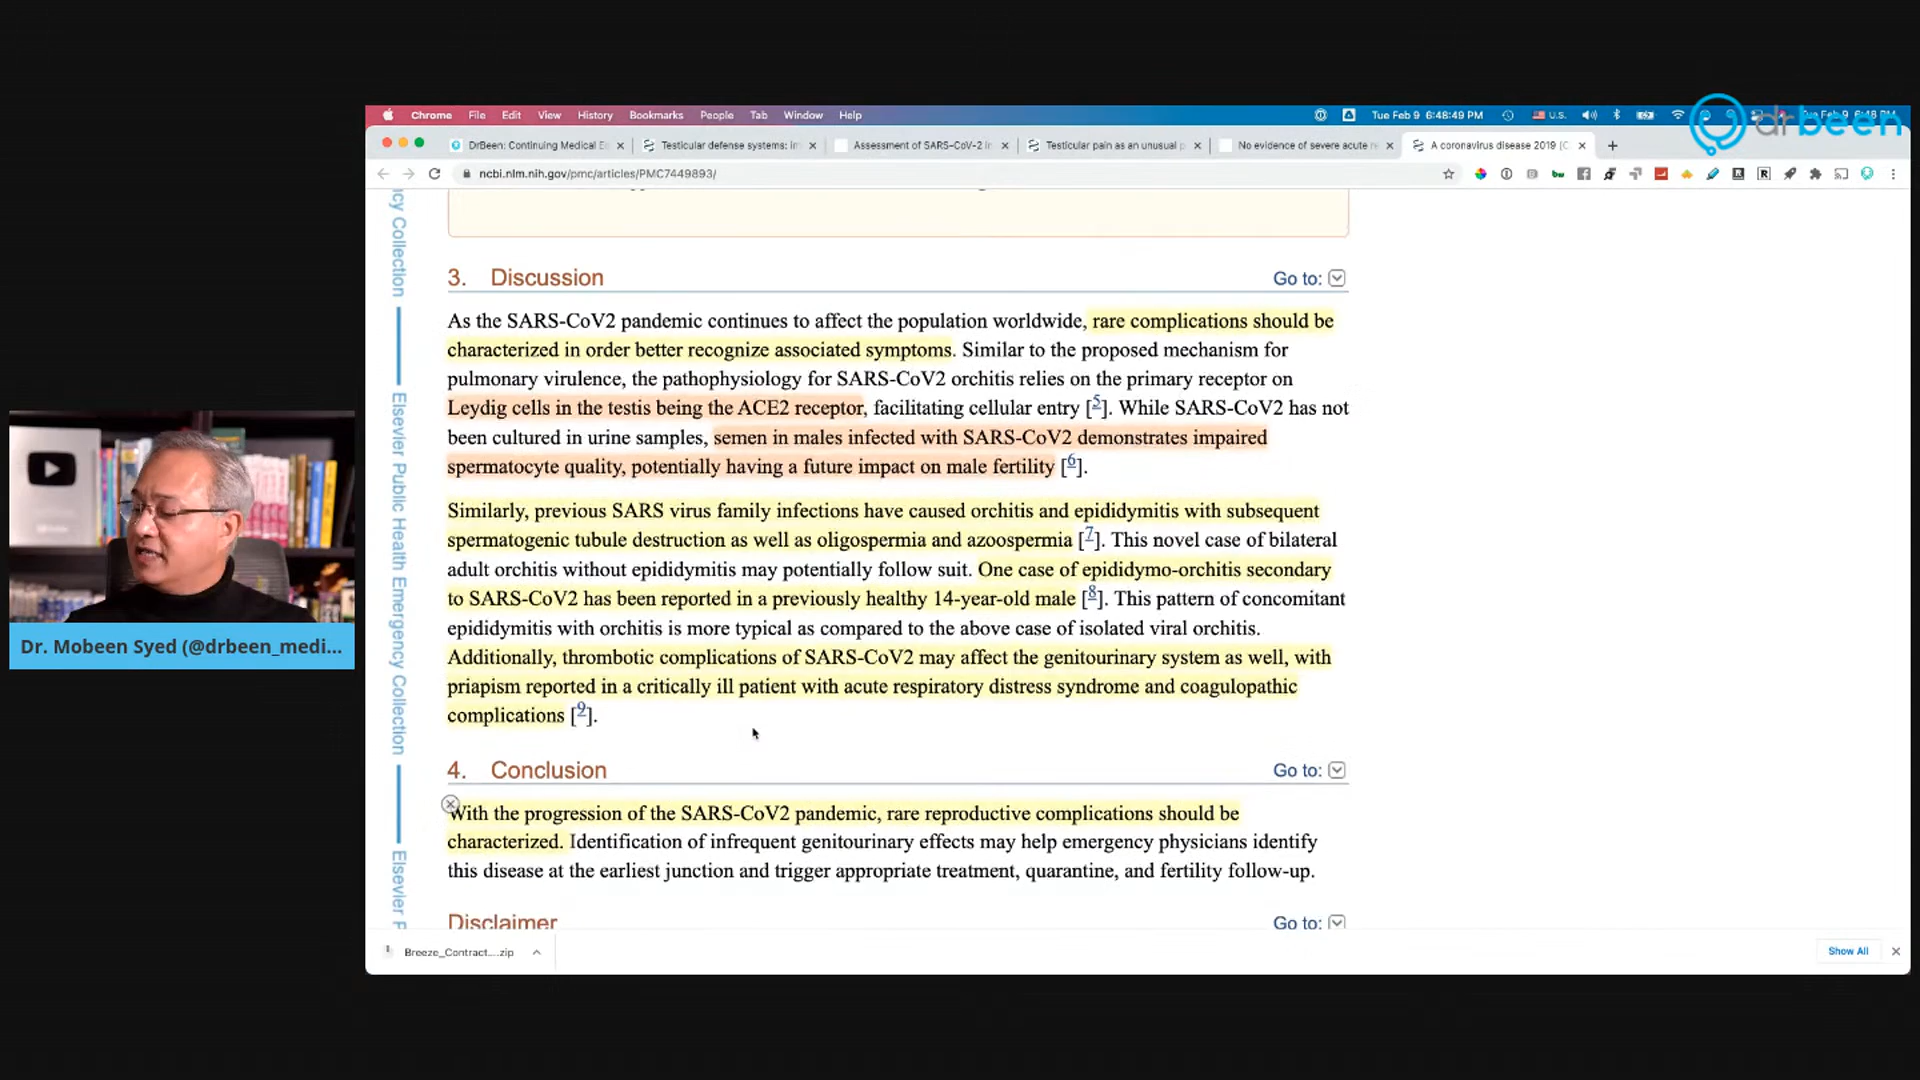 drbeen
Chrome File Edit View History Bookmarks People Tab Window Help
U.S. Tue Feb 9 6:48:49 PM
DrBeen: Continuing Medical E
Testicular defense systems: in
Assessment of SARS-CoV-2 i
Testicular pain as an unusual p
No evidence of severe acute re
A coronavirus disease 2019 (C
ncbi.nlm.nih.gov/pmc/articles/PMC7449893/
cy Collection
Elsevier Public Health Emergency Collection
Elsevier P
3. Discussion
Go to:
As the SARS-CoV2 pandemic continues to affect the population worldwide, rare complications should be
characterized in order better recognize associated symptoms. Similar to the proposed mechanism for
pulmonary virulence, the pathophysiology for SARS-CoV2 orchitis relies on the primary receptor on
Leydig cells in the testis being the ACE2 receptor, facilitating cellular entry [5]. While SARS-CoV2 has not
been cultured in urine samples, semen in males infected with SARS-CoV2 demonstrates impaired
spermatocyte quality, potentially having a future impact on male fertility [6].
Similarly, previous SARS virus family infections have caused orchitis and epididymitis with subsequent
spermatogenic tubule destruction as well as oligospermia and azoospermia [7]. This novel case of bilateral
adult orchitis without epididymitis may potentially follow suit. One case of epididymo-orchitis secondary
to SARS-CoV2 has been reported in a previously healthy 14-year-old male [8]. This pattern of concomitant
epididymitis with orchitis is more typical as compared to the above case of isolated viral orchitis.
Additionally, thrombotic complications of SARS-CoV2 may affect the genitourinary system as well, with
priapism reported in a critically ill patient with acute respiratory distress syndrome and coagulopathic
complications [9].
4. Conclusion
Go to:
With the progression of the SARS-CoV2 pandemic, rare reproductive complications should be
characterized. Identification of infrequent genitourinary effects may help emergency physicians identify
this disease at the earliest junction and trigger appropriate treatment, quarantine, and fertility follow-up.
Disclaimer
Go to:
Breeze_Contract....zip
Show All
Dr. Mobeen Syed (@drbeen_medi...